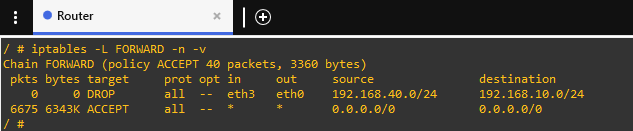 Router
/ # iptables -L FORWARD -n -v
Chain FORWARD (policy ACCEPT 40 packets, 3360 bytes)
 pkts bytes target     prot opt in     out     source               destination
    0     0 DROP       all  --  eth3   eth0    192.168.40.0/24      192.168.10.0/24
 6675 6343K ACCEPT     all  --  *      *       0.0.0.0/0            0.0.0.0/0
/ #